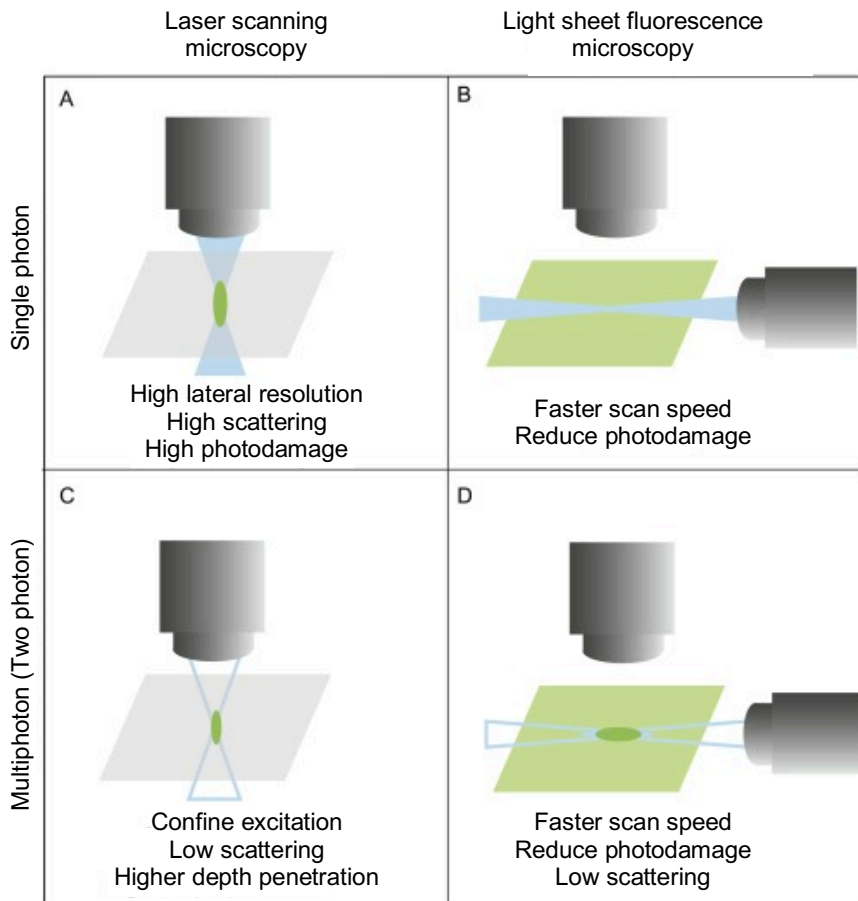 Laser scanning
microscopy
Light sheet fluorescence
microscopy
Single photon
A
High lateral resolution
High scattering
High photodamage
B
Faster scan speed
Reduce photodamage
Multiphoton (Two photon)
C
Confine excitation
Low scattering
Higher depth penetration
D
Faster scan speed
Reduce photodamage
Low scattering